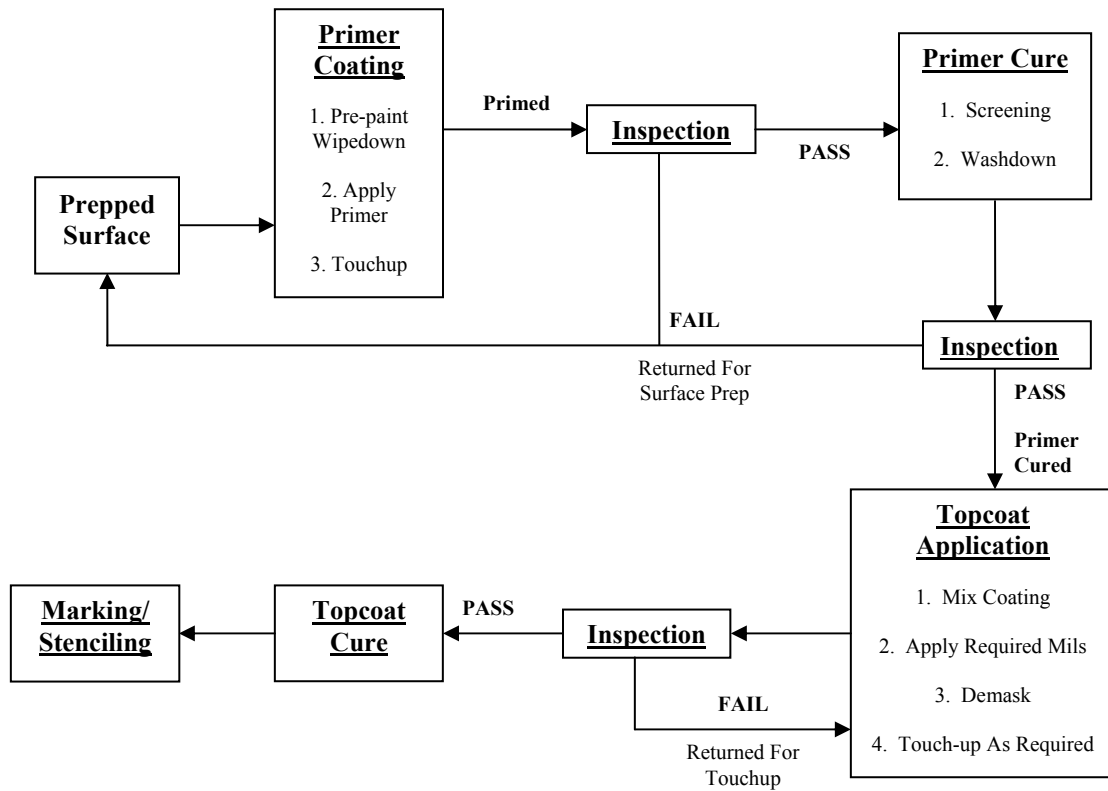 Prepped
Surface
Primer
Coating
1. Pre-paint
Wipedown
2. Apply
Primer
3. Touchup
Primed
Inspection
PASS
Primer Cure
1. Screening
2. Washdown
FAIL
Returned For
Surface Prep
Inspection
PASS
Primer
Cured
Topcoat
Application
1. Mix Coating
2. Apply Required Mils
3. Demask
4. Touch-up As Required
Inspection
FAIL
Returned For
Touchup
PASS
Topcoat
Cure
Marking/
Stenciling